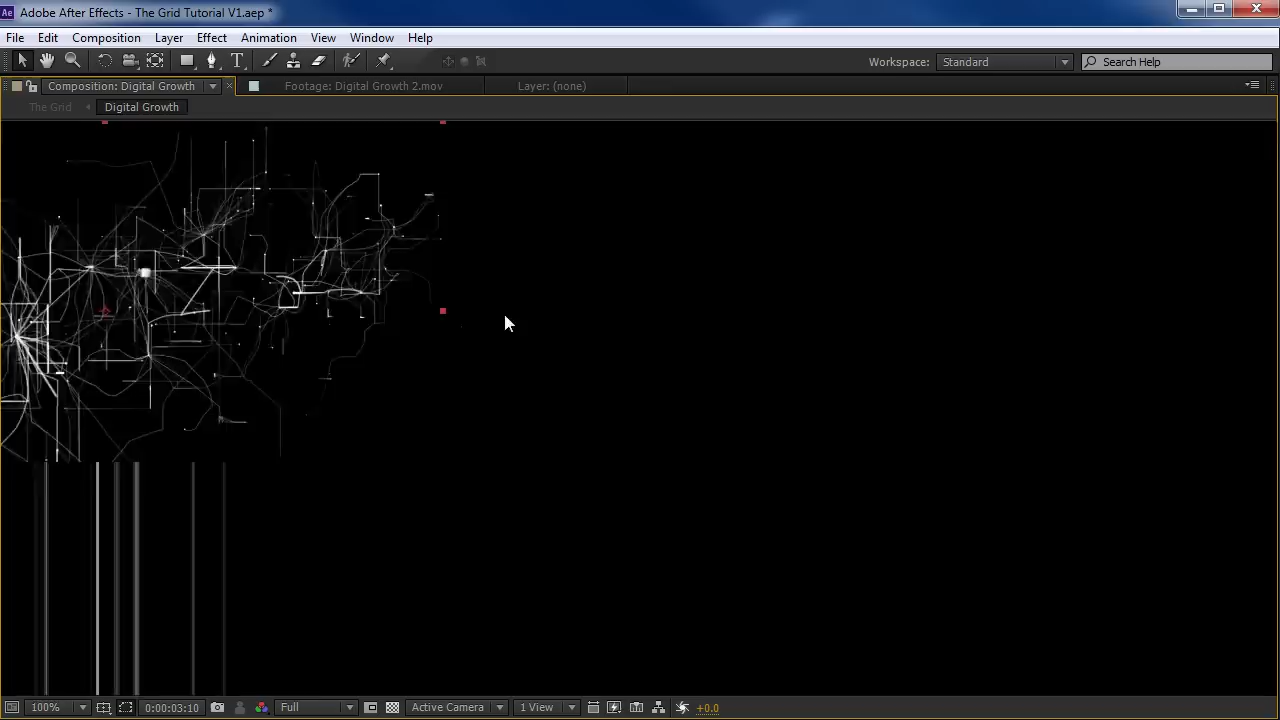 Ae Adobe After Effects - The Grid Tutorial V1.aep *
File Edit Composition Layer Effect Animation View Window Help
T Workspace: Standard Search Help
Composition: Digital Growth Footage: Digital Growth 2.mov Layer: (none)
The Grid Digital Growth
100% 0:00:03:10 Full Active Camera 1 View +0.0